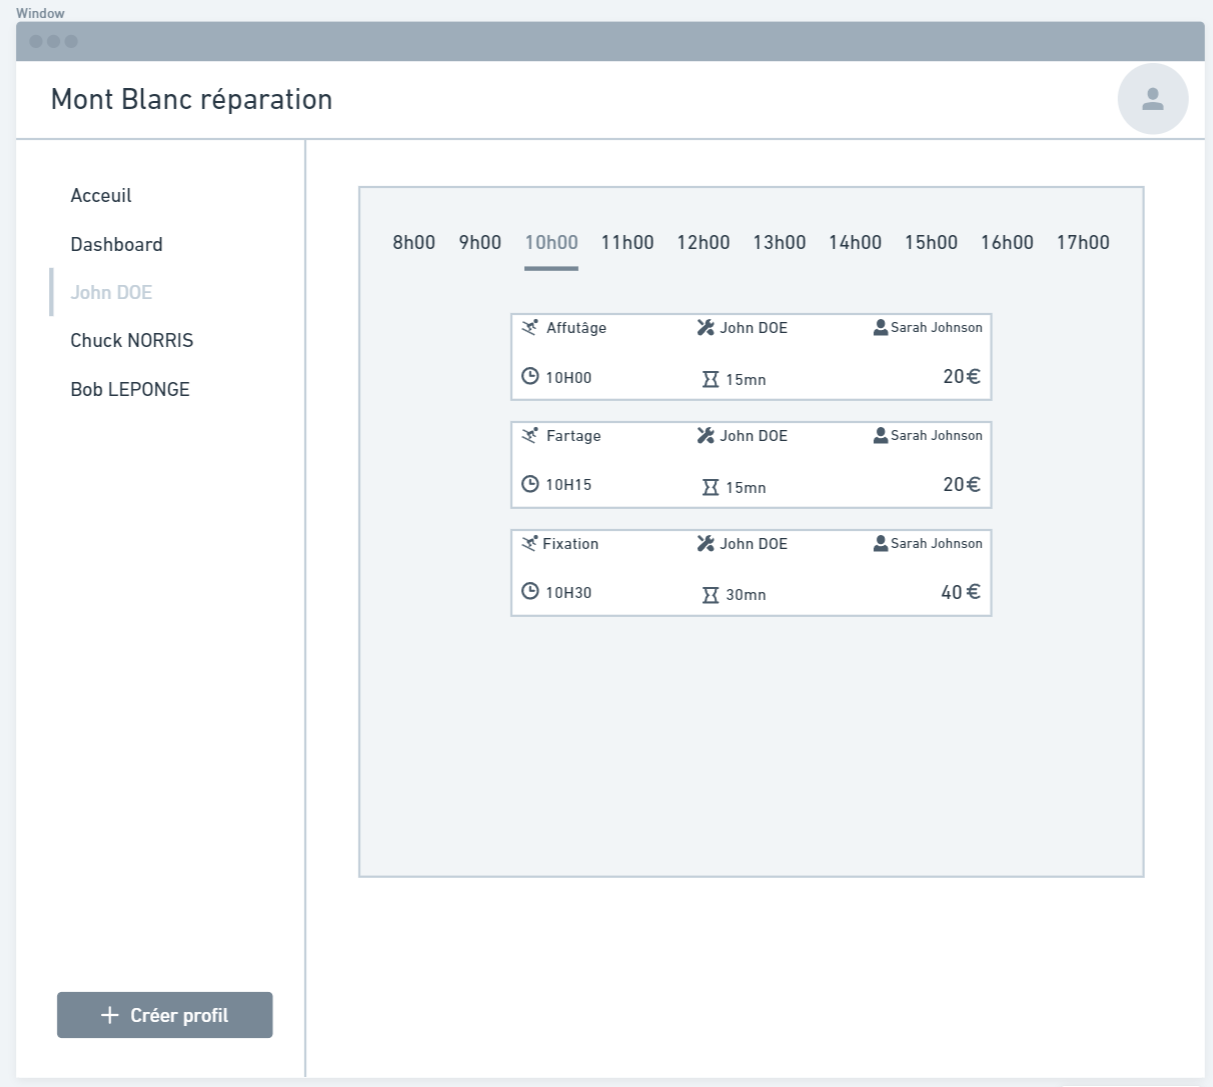 Window
Mont Blanc réparation
Acceuil
Dashboard
John DOE
Chuck NORRIS
Bob LEPONGE
Créer profil
8h00 9h00 10h00 11h00 12h00 13h00 14h00 15h00 16h00 17h00
Affutâge John DOE Sarah Johnson
10H00 15mn 20€
Fartage John DOE Sarah Johnson
10H15 15mn 20€
Fixation John DOE Sarah Johnson
10H30 30mn 40 €